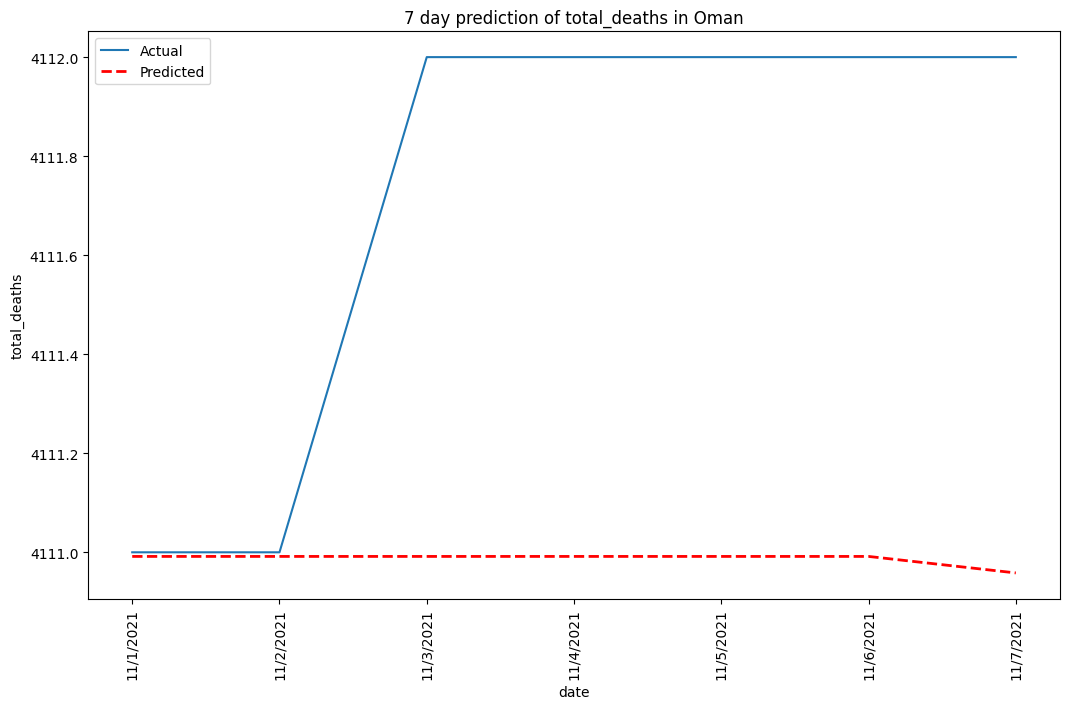 7 day prediction of total_deaths in Oman
Actual
Predicted
4112.0
4111.8
4111.6
4111.4
4111.2
4111.0
total_deaths
11/1/2021
11/2/2021
11/3/2021
11/4/2021
11/5/2021
11/6/2021
11/7/2021
date